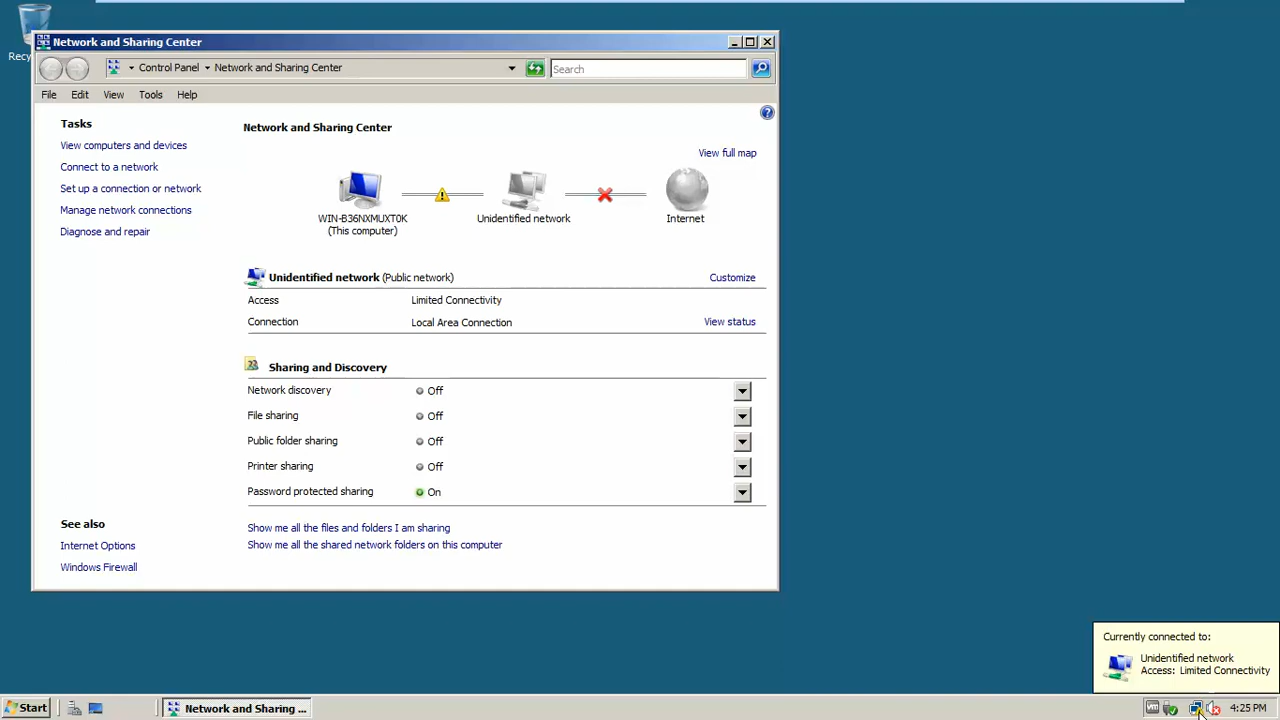 Recy
Network and Sharing Center
Control Panel
Network and Sharing Center
Search
File
Edit
View
Tools
Help
Tasks
View computers and devices
Connect to a network
Set up a connection or network
Manage network connections
Diagnose and repair
See also
Internet Options
Windows Firewall
Network and Sharing Center
View full map
WIN-B36NXMUXT0K
(This computer)
Unidentified network
Internet
Unidentified network (Public network)
Customize
Access
Limited Connectivity
Connection
Local Area Connection
View status
Sharing and Discovery
Network discovery
Off
File sharing
Off
Public folder sharing
Off
Printer sharing
Off
Password protected sharing
On
Show me all the files and folders I am sharing
Show me all the shared network folders on this computer
Currently connected to:
Unidentified network
Access: Limited Connectivity
Start
Network and Sharing ...
vm
4:25 PM